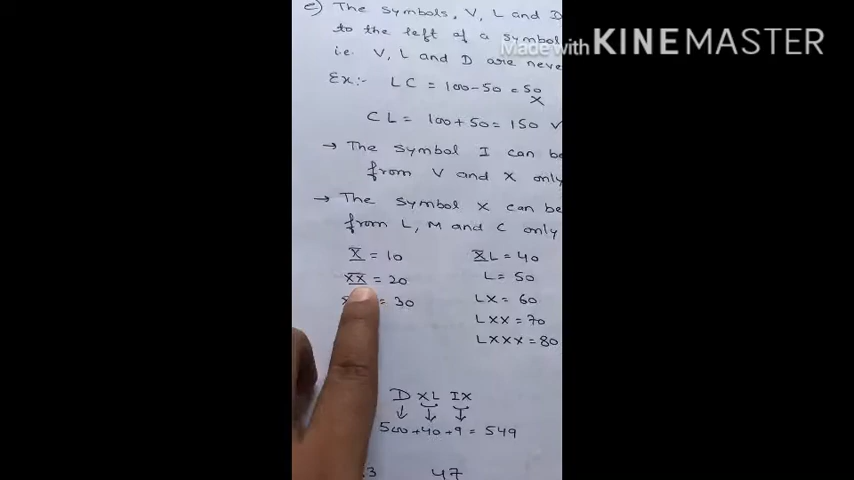 e) The symbols, V, L and D
to the left of a symbol
Made with KINEMASTER
i.e. V, L and D are neve
Ex:- LC = 100-50 = 50
X
CL = 100+50 = 150 V
→ The symbol I can be
from V and X only
→ The symbol X can be
from L, M and C only
X = 10 XL = 40
XX = 20 L = 50
= 30 LX = 60
LXX = 70
LXXX = 80
D XL IX
↓ ↓ ↓
500+40+9 = 549
3 47